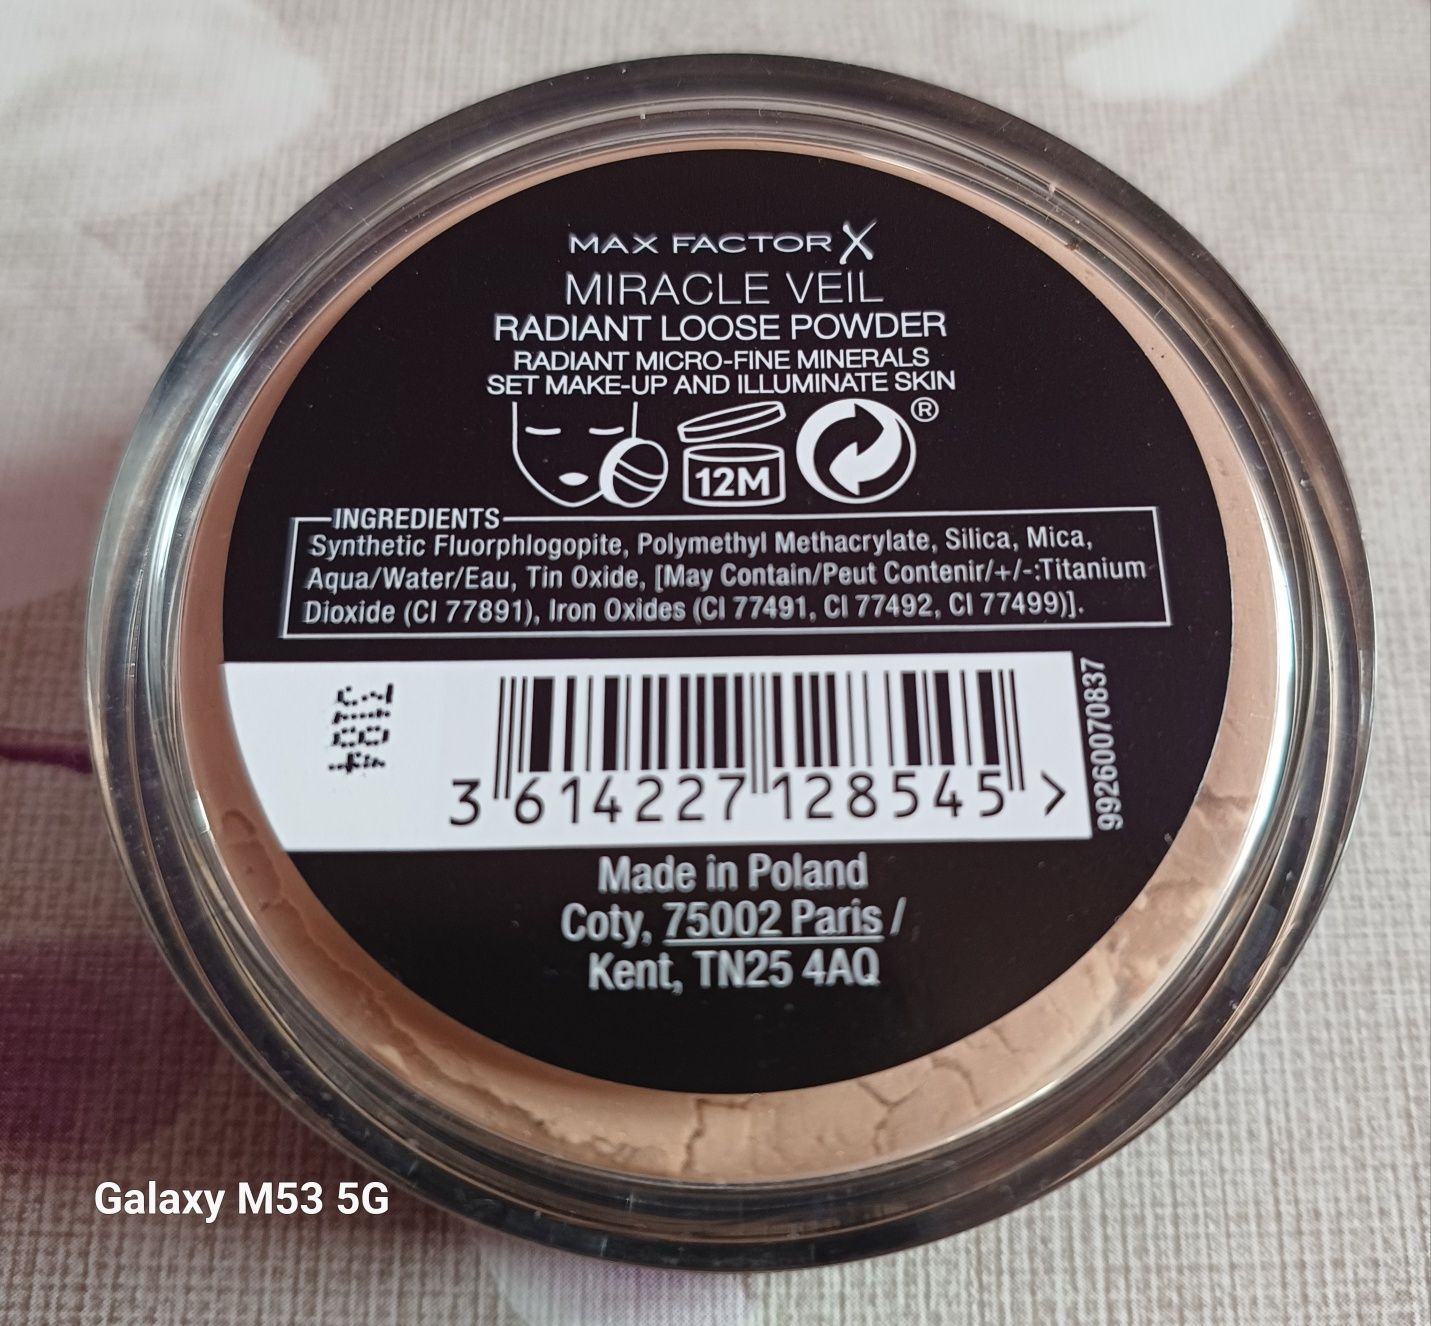 MAX FACTOR X
MIRACLE VEIL
RADIANT LOOSE POWDER
RADIANT MICRO-FINE MINERALS
SET MAKE-UP AND ILLUMINATE SKIN
®
12M
INGREDIENTS
Synthetic Fluorphlogopite, Polymethyl Methacrylate, Silica, Mica,
Aqua/Water/Eau, Tin Oxide, [May Contain/Peut Contenir/+/-:Titanium
Dioxide (CI 77891), Iron Oxides (CI 77491, CI 77492, CI 77499)].
3 614227 128545 >
99260070837
Made in Poland
Coty, 75002 Paris /
Kent, TN25 4AQ
Galaxy M53 5G